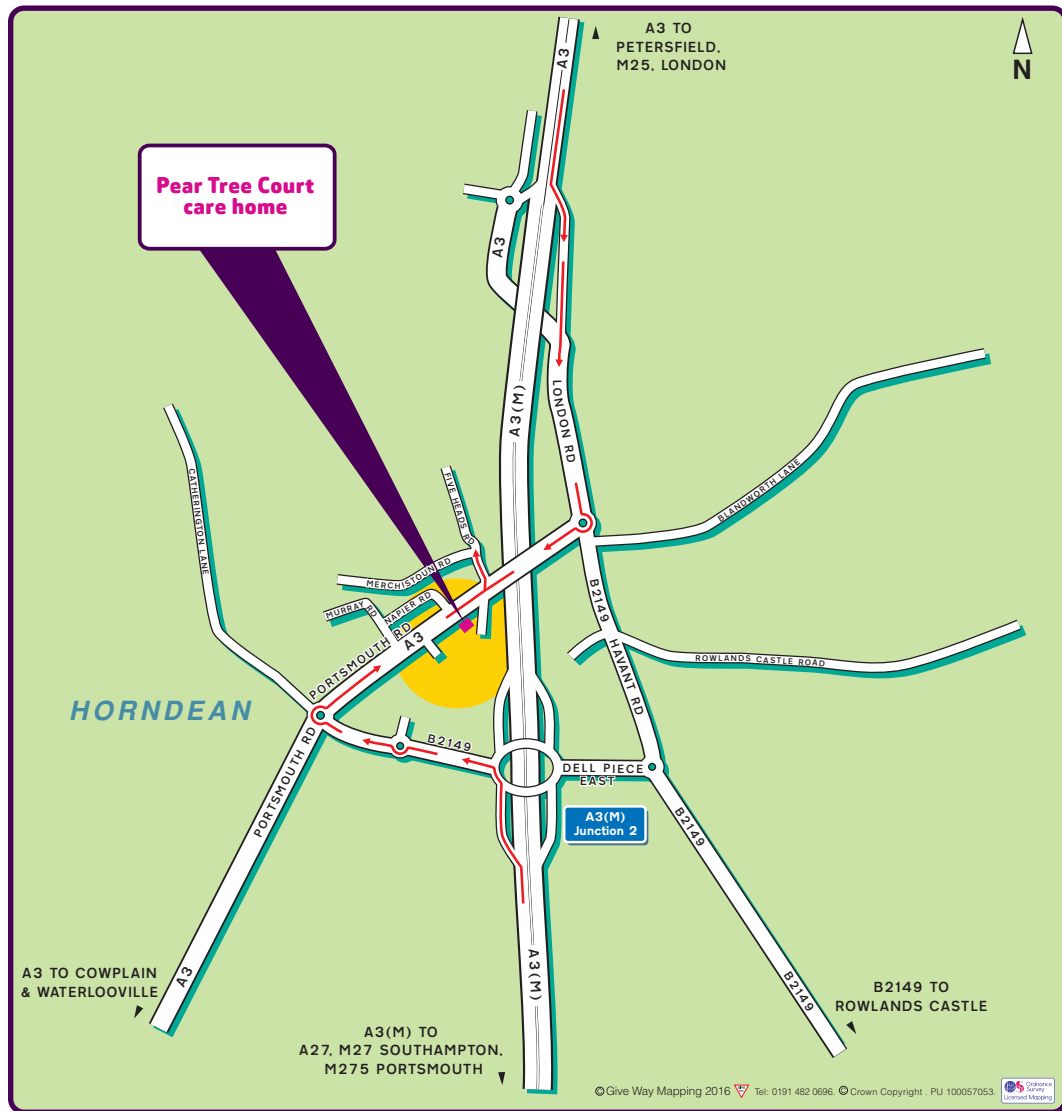 A3 TO
PETERSFIELD,
M25, LONDON
N
A3
Pear Tree Court
care home
A3
A3(M)
LONDON RD
CATHERINGTON LANE
FIVE HEADS RD
BLANDWORTH LANE
MERCHISTOUN RD
MURRAY
RD
NAPIER RD
PORTSMOUTH RD
A3
B2149
HAVANT RD
ROWLANDS CASTLE ROAD
HORNDEAN
PORTSMOUTH RD
B2149
DELL PIECE
EAST
A3(M)
Junction 2
B2149
A3
A3(M)
B2149
A3 TO COWPLAIN
& WATERLOOVILLE
B2149 TO
ROWLANDS CASTLE
A3(M) TO
A27, M27 SOUTHAMPTON,
M275 PORTSMOUTH
©Give Way Mapping 2016 Tel: 0191 482 0696. ©Crown Copyright . PU 100057053.
Ordnance
Survey
Licensed Mapping